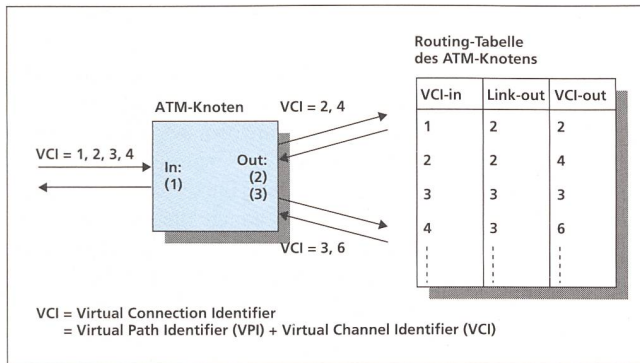 Routing-Tabelle
des ATM-Knotens
VCI-in Link-out VCI-out
1 2 2
2 2 4
3 3 3
4 3 6
ATM-Knoten
VCI = 2, 4
VCI = 1, 2, 3, 4
In:
(1)
Out:
(2)
(3)
VCI = 3, 6
VCI = Virtual Connection Identifier
= Virtual Path Identifier (VPI) + Virtual Channel Identifier (VCI)